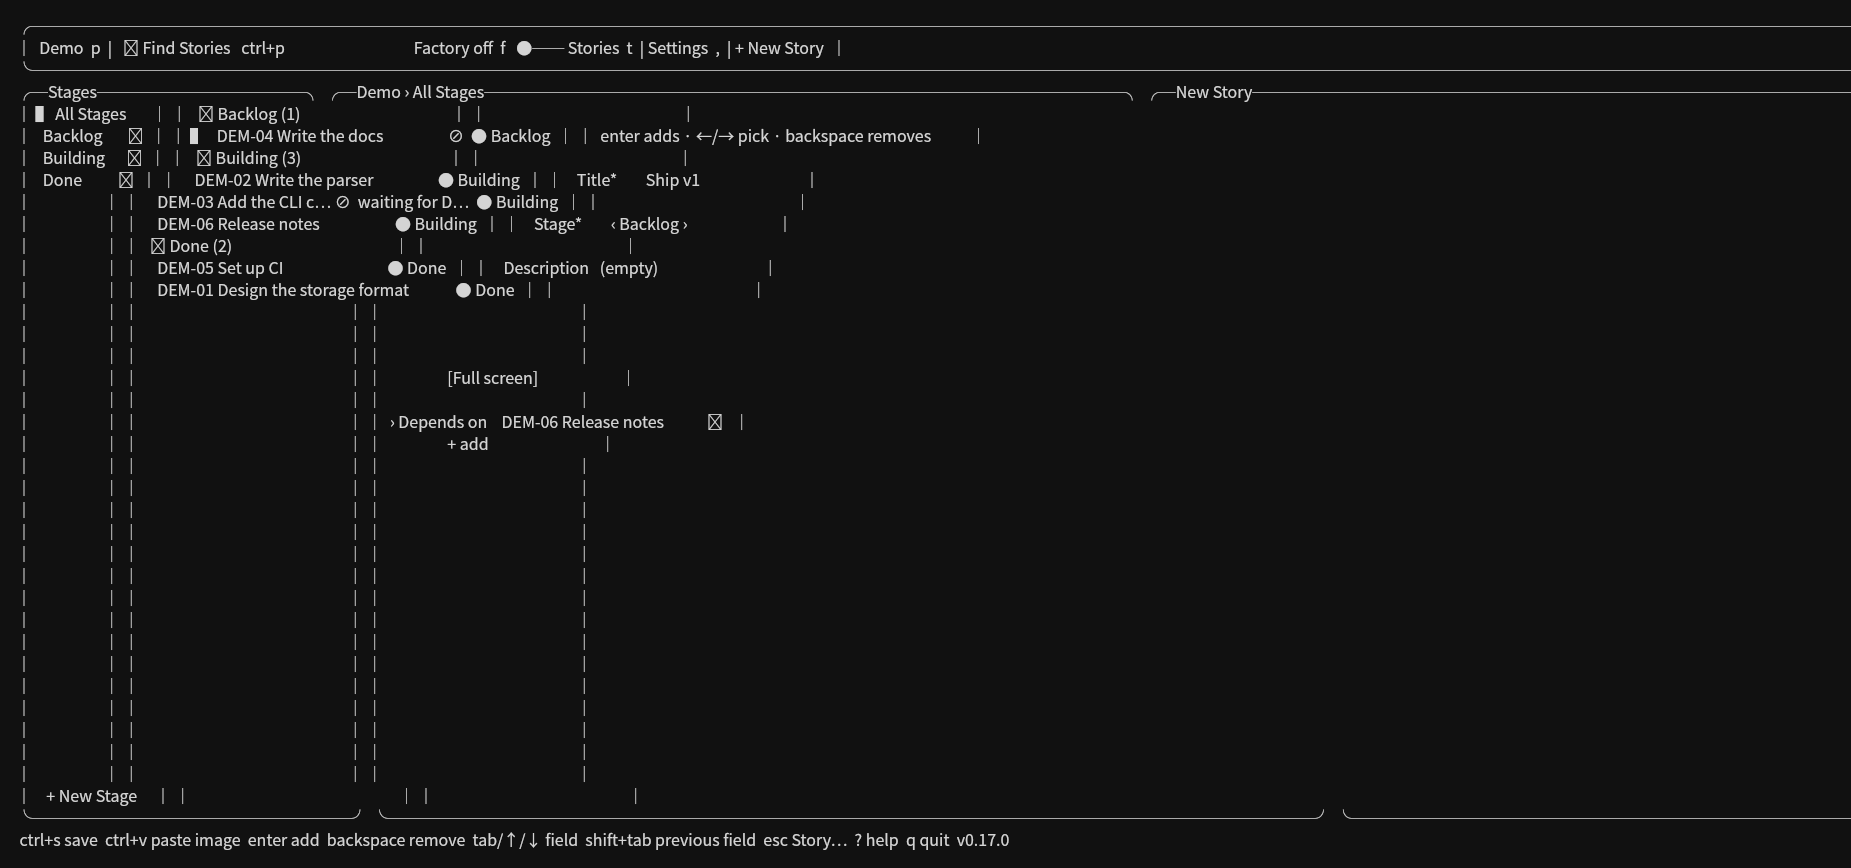 Demo p | Find Stories ctrl+p Factory off f Stories t | Settings , | + New Story
Stages Demo › All Stages New Story
All Stages Backlog (1)
Backlog DEM-04 Write the docs ⊘ ● Backlog enter adds · ←/→ pick · backspace removes
Building Building (3)
Done DEM-02 Write the parser ● Building Title* Ship v1
DEM-03 Add the CLI c… ⊘ waiting for D… ● Building
DEM-06 Release notes ● Building Stage* ‹ Backlog ›
Done (2)
DEM-05 Set up CI ● Done Description (empty)
DEM-01 Design the storage format ● Done
[Full screen]
› Depends on DEM-06 Release notes
+ add
+ New Stage
ctrl+s save ctrl+v paste image enter add backspace remove tab/↑/↓ field shift+tab previous field esc Story… ? help q quit v0.17.0